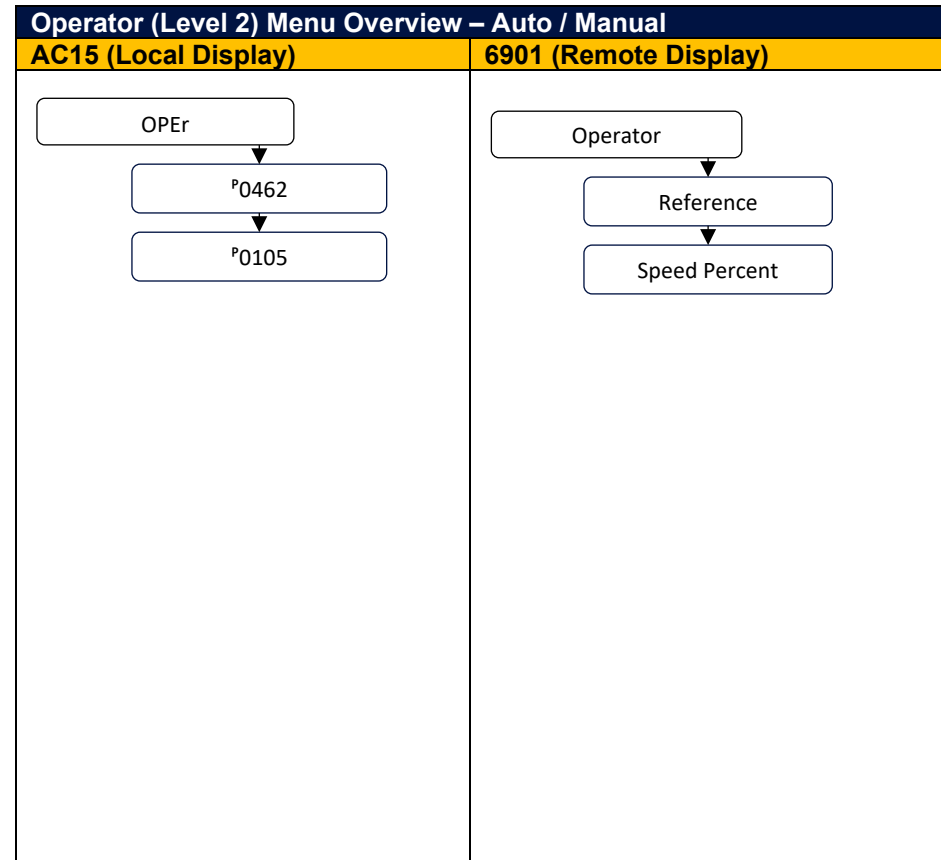 Operator (Level 2) Menu Overview – Auto / Manual
AC15 (Local Display)
6901 (Remote Display)
OPEr
ᴾ0462
ᴾ0105
Operator
Reference
Speed Percent